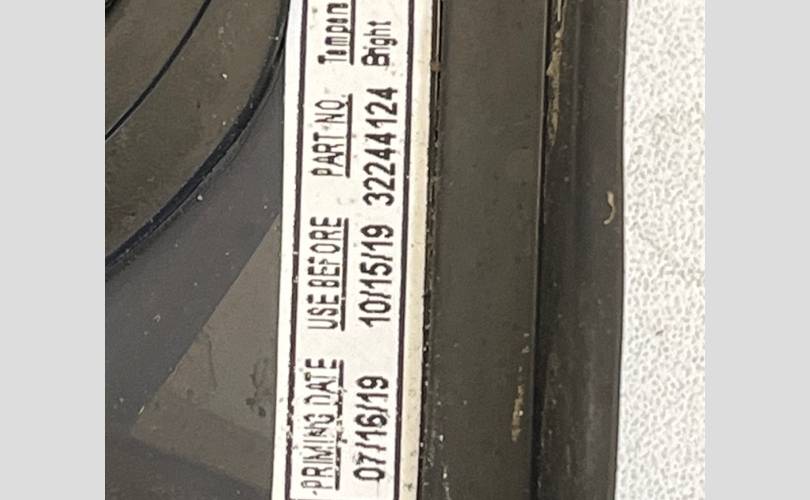 PRIMING DATE USE BEFORE PART NO.
07/16/19 10/15/19 32244124 Bright